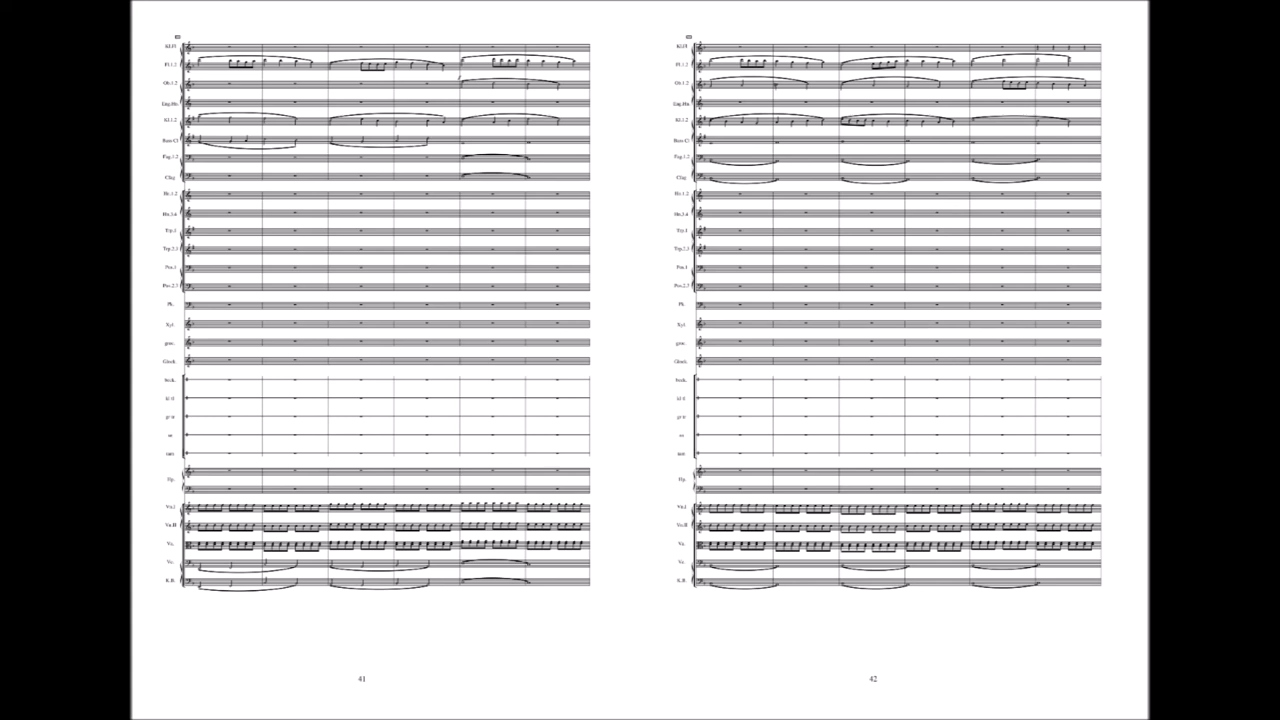 Kl.Fl
Fl.1.2
Ob.1.2
Eng.Hn.
Kl.1.2
Bass Cl
Fag.1.2
Cfag
Hn.1.2
Hn.3.4
Trp.1
Trp.2.3
Pos.1
Pos.2.3
Pk.
Xyl.
Glock.
Hp.
Vn.I
Vn.II
Va.
Vc.
K.B.
41
Kl.Fl
Fl.1.2
Ob.1.2
Eng.Hn.
Kl.1.2
Bass Cl
Fag.1.2
Cfag
Hn.1.2
Hn.3.4
Trp.1
Trp.2.3
Pos.1
Pos.2.3
Pk.
Xyl.
Glock.
Hp.
Vn.I
Vn.II
Va.
Vc.
K.B.
42